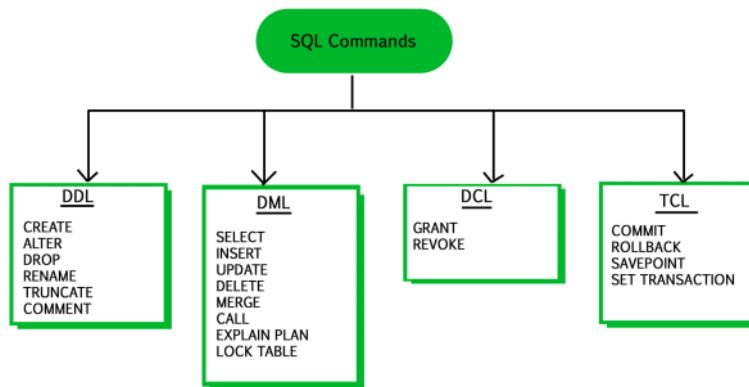 SQL Commands
DDL
CREATE
ALTER
DROP
RENAME
TRUNCATE
COMMENT
DML
SELECT
INSERT
UPDATE
DELETE
MERGE
CALL
EXPLAIN PLAN
LOCK TABLE
DCL
GRANT
REVOKE
TCL
COMMIT
ROLLBACK
SAVEPOINT
SET TRANSACTION